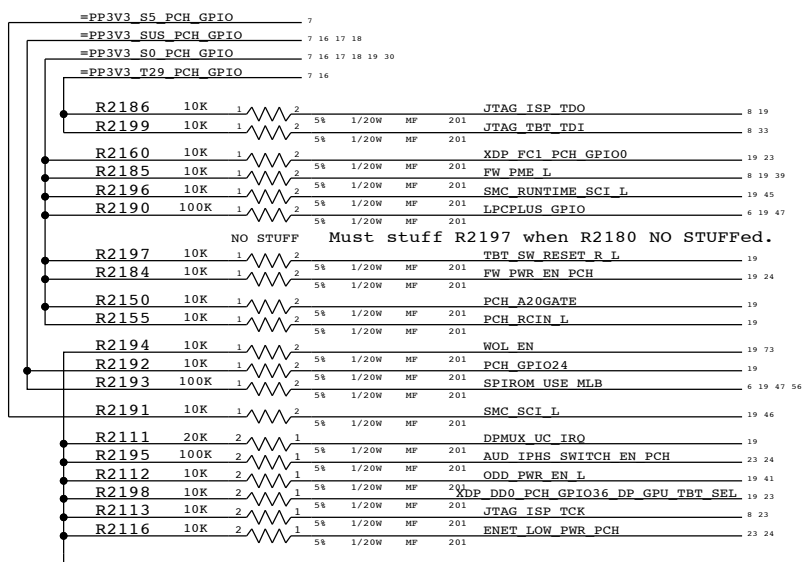 =PP3V3_S5_PCH_GPIO 7
=PP3V3_SUS_PCH_GPIO 7 16 17 18
=PP3V3_S0_PCH_GPIO 7 16 17 18 19 30
=PP3V3_T29_PCH_GPIO 7 16
R2186 10K 1 2 JTAG_ISP_TDO 8 19
5% 1/20W MF 201
R2199 10K 1 2 JTAG_TBT_TDI 8 33
5% 1/20W MF 201
R2160 10K 1 2 XDP_FC1_PCH_GPIO0 19 23
5% 1/20W MF 201
R2185 10K 1 2 FW_PME_L 8 19 39
5% 1/20W MF 201
R2196 10K 1 2 SMC_RUNTIME_SCI_L 19 45
5% 1/20W MF 201
R2190 100K 1 2 LPCPLUS_GPIO 6 19 47
5% 1/20W MF 201
NO STUFF Must stuff R2197 when R2180 NO STUFFed.
R2197 10K 1 2 TBT_SW_RESET_R_L 19
5% 1/20W MF 201
R2184 10K 1 2 FW_PWR_EN_PCH 19 24
5% 1/20W MF 201
R2150 10K 1 2 PCH_A20GATE 19
5% 1/20W MF 201
R2155 10K 1 2 PCH_RCIN_L 19
5% 1/20W MF 201
R2194 10K 1 2 WOL_EN 19 73
5% 1/20W MF 201
R2192 10K 1 2 PCH_GPIO24 19
5% 1/20W MF 201
R2193 100K 1 2 SPIROM_USE_MLB 6 19 47 56
5% 1/20W MF 201
R2191 10K 1 2 SMC_SCI_L 19 46
5% 1/20W MF 201
R2111 20K 2 1 DPMUX_UC_IRQ 19
5% 1/20W MF 201
R2195 100K 2 1 AUD_IPHS_SWITCH_EN_PCH 23 24
5% 1/20W MF 201
R2112 10K 2 1 ODD_PWR_EN_L 19 41
5% 1/20W MF 201
R2198 10K 2 1 XDP_DD0_PCH_GPIO36_DP_GPU_TBT_SEL 19 23
5% 1/20W MF 201
R2113 10K 2 1 JTAG_ISP_TCK 8 23
5% 1/20W MF 201
R2116 10K 2 1 ENET_LOW_PWR_PCH 23 24
5% 1/20W MF 201